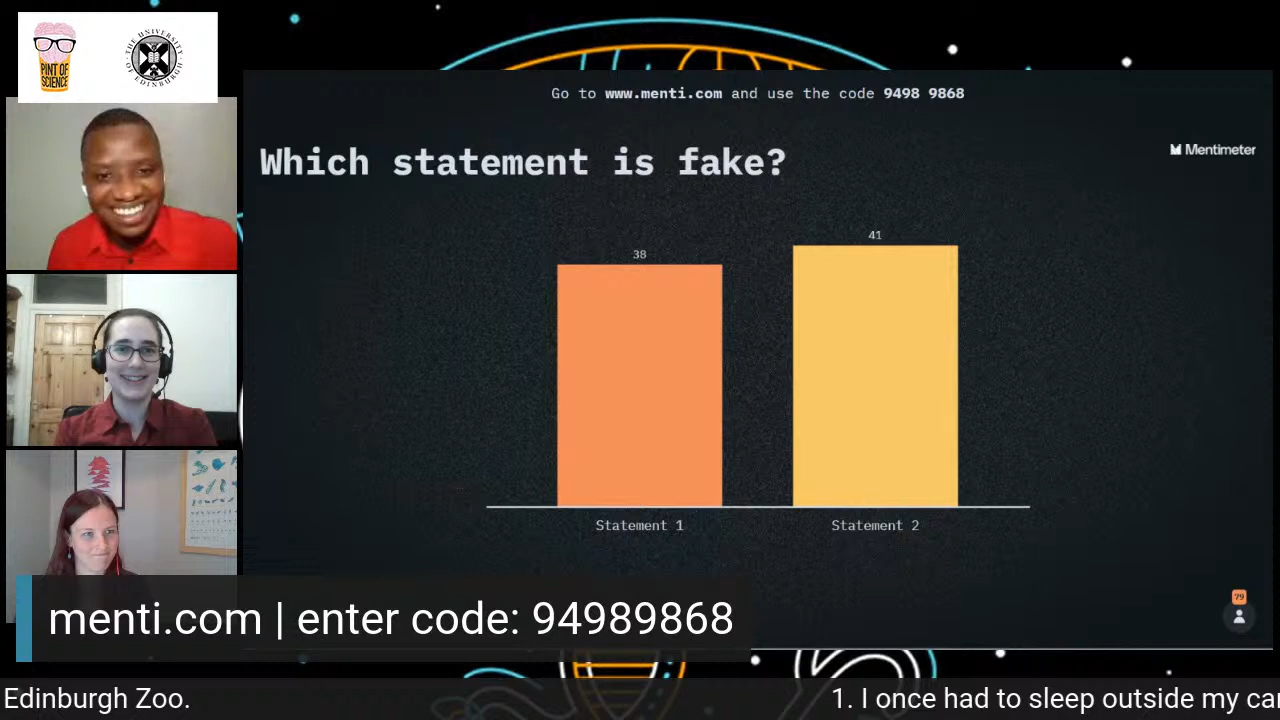 PINT OF
SCIENCE
THE UNIVERSITY
OF EDINBURGH
Go to www.menti.com and use the code 9498 9868
Which statement is fake?
Mentimeter
38
41
Statement 1
Statement 2
79
menti.com | enter code: 94989868
Edinburgh Zoo.
1. I once had to sleep outside my